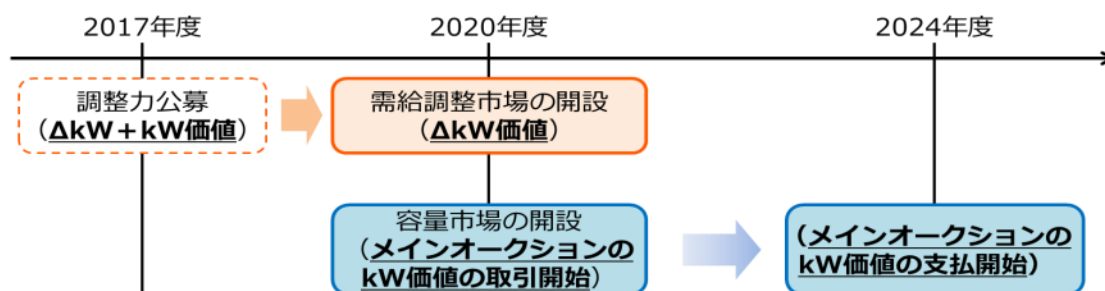 2017年度
2020年度
2024年度
調整力公募
（ΔkW＋kW価値）
需給調整市場の開設
（ΔkW価値）
容量市場の開設
（メインオークションの
kW価値の取引開始）
（メインオークションの
kW価値の支払開始）